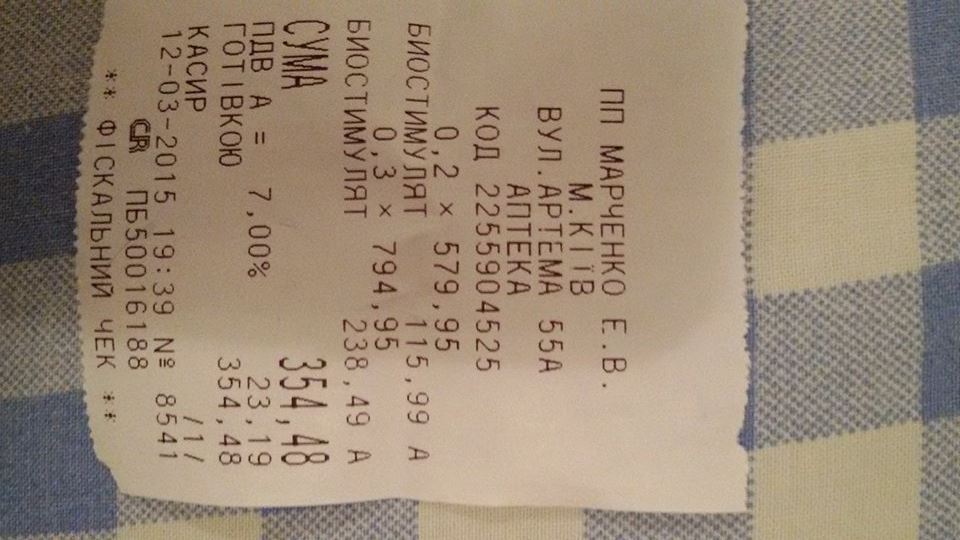 ПП МАРЧЕНКО Е.В.
М.КІЇВ
ВУЛ.АРТЕМА 55А
АПТЕКА
КОД 2255904525
0,2 × 579,95
БИОСТИМУЛЯТ 115,99 А
0,3 × 794,95
БИОСТИМУЛЯТ 238,49 А
СУМА 354,48
ПДВ А = 7,00% 23,19
ГОТІВКОЮ 354,48
КАСИР /1/
12-03-2015 19:39 № 8541
CR ПБ50016188
** ФІСКАЛЬНИЙ ЧЕК **